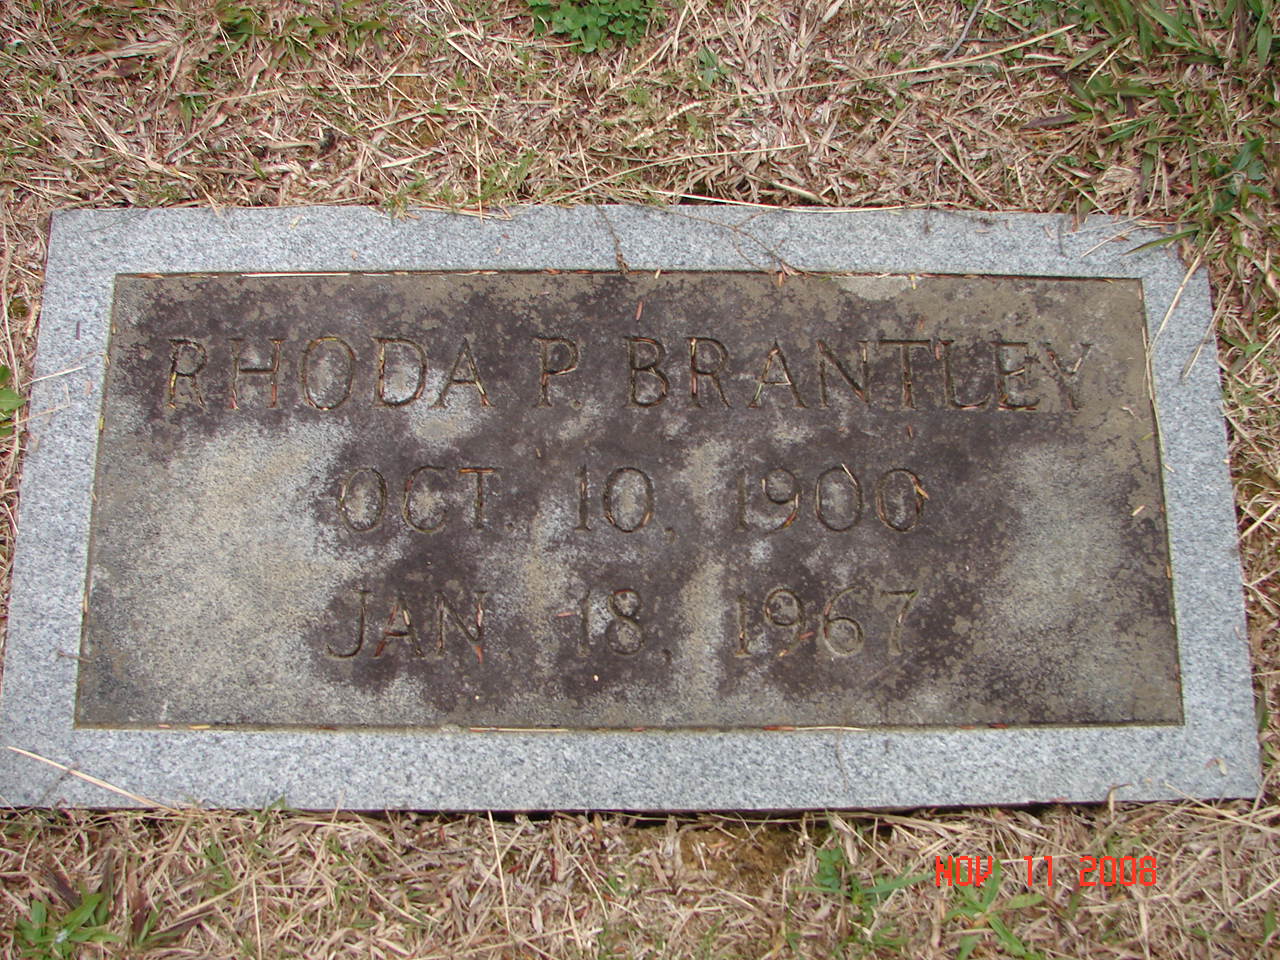 RHODA P. BRANTLEY
OCT. 10, 1900
JAN. 18, 1967
NOV 11 2008